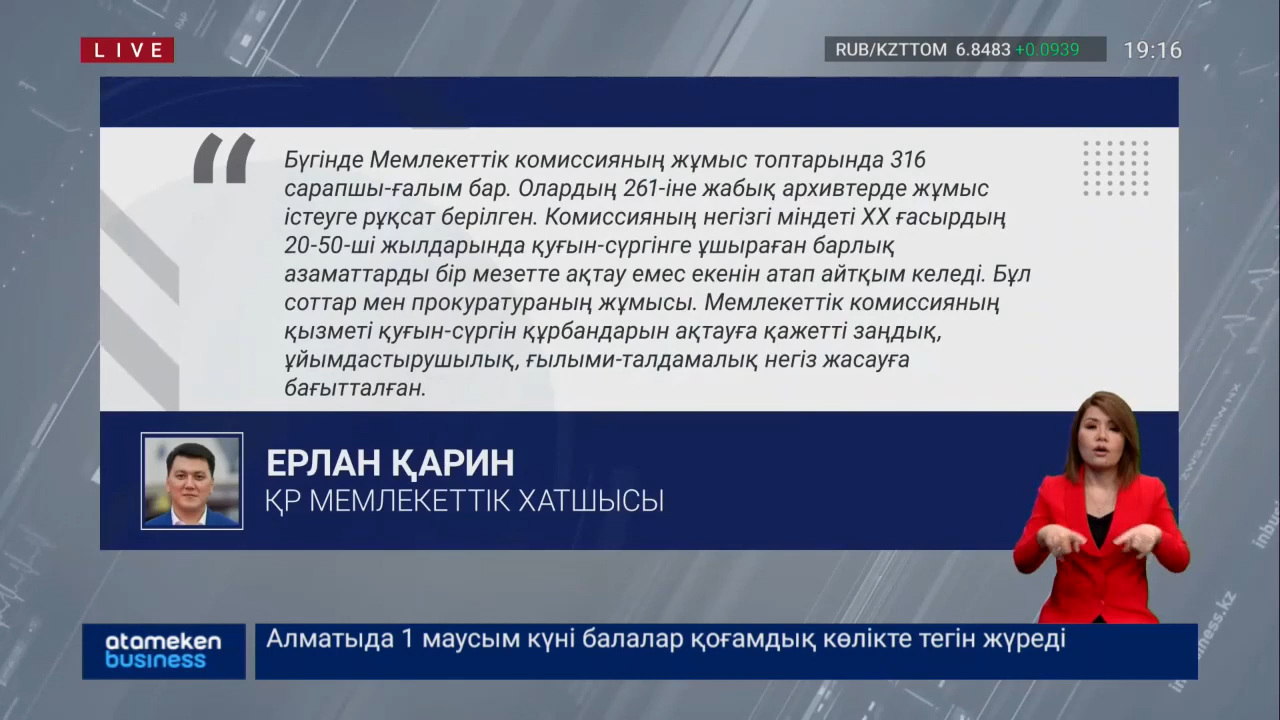 LIVE
RUB/KZTTOM 6.8483 +0.0939
19:16
“
Бүгінде Мемлекеттік комиссияның жұмыс топтарында 316
сарапшы-ғалым бар. Олардың 261-іне жабық архивтерде жұмыс
істеуге рұқсат берілген. Комиссияның негізгі міндеті ХХ ғасырдың
20-50-ші жылдарында қуғын-сүргінге ұшыраған барлық
азаматтарды бір мезетте ақтау емес екенін атап айтқым келеді. Бұл
соттар мен прокуратураның жұмысы. Мемлекеттік комиссияның
қызметі қуғын-сүргін құрбандарын ақтауға қажетті заңдық,
ұйымдастырушылық, ғылыми-талдамалық негіз жасауға
бағытталған.
ЕРЛАН ҚАРИН
ҚР МЕМЛЕКЕТТІК ХАТШЫСЫ
atameken
business
Алматыда 1 маусым күні балалар қоғамдық көлікте тегін жүреді